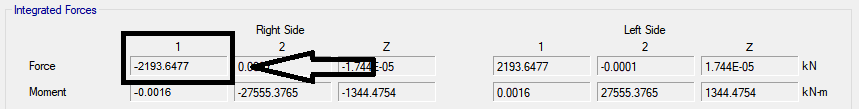 Integrated Forces
Right Side Left Side
1 2 Z 1 2 Z
Force -2193.6477 -1.744E-05 2193.6477 -0.0001 1.744E-05 kN
Moment -0.0016 -27555.3765 -1344.4754 0.0016 27555.3765 1344.4754 kN-m